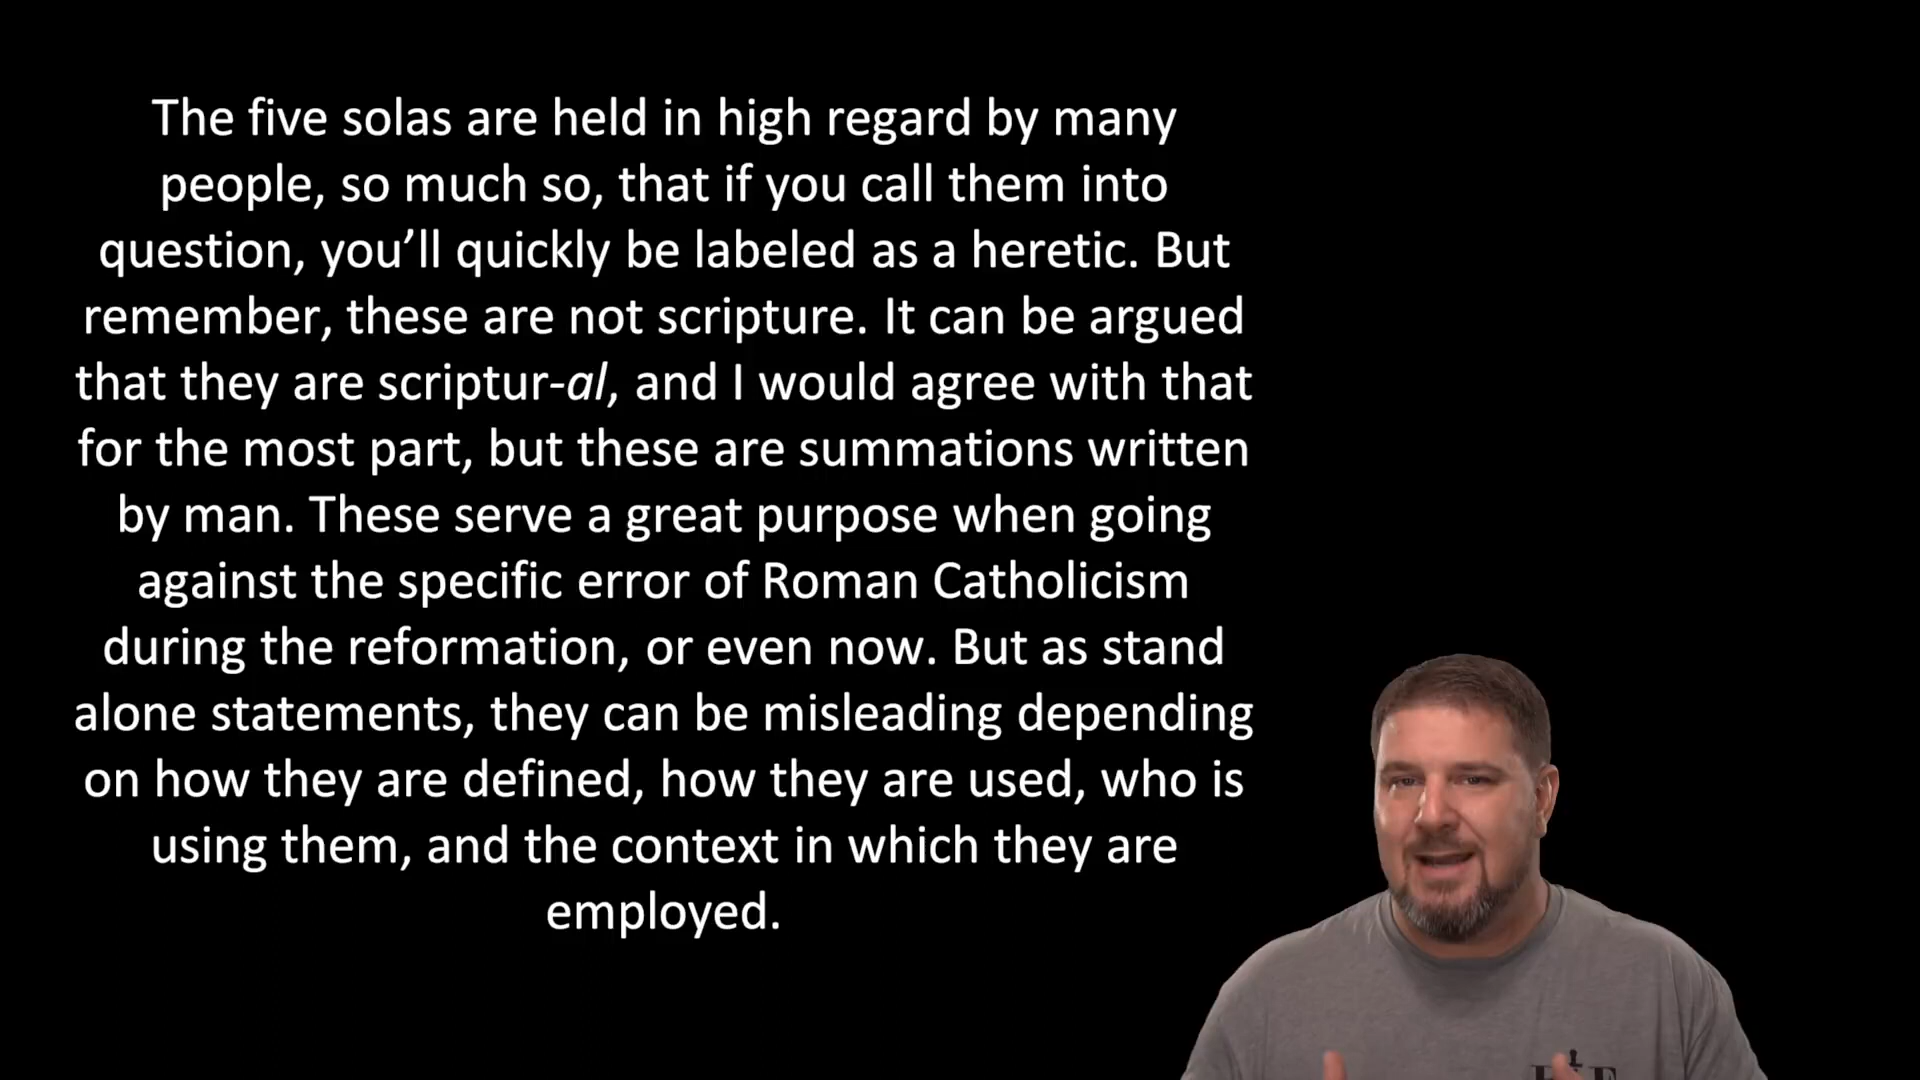 The five solas are held in high regard by many
people, so much so, that if you call them into
question, you’ll quickly be labeled as a heretic. But
remember, these are not scripture. It can be argued
that they are scriptur-al, and I would agree with that
for the most part, but these are summations written
by man. These serve a great purpose when going
against the specific error of Roman Catholicism
during the reformation, or even now. But as stand
alone statements, they can be misleading depending
on how they are defined, how they are used, who is
using them, and the context in which they are
employed.